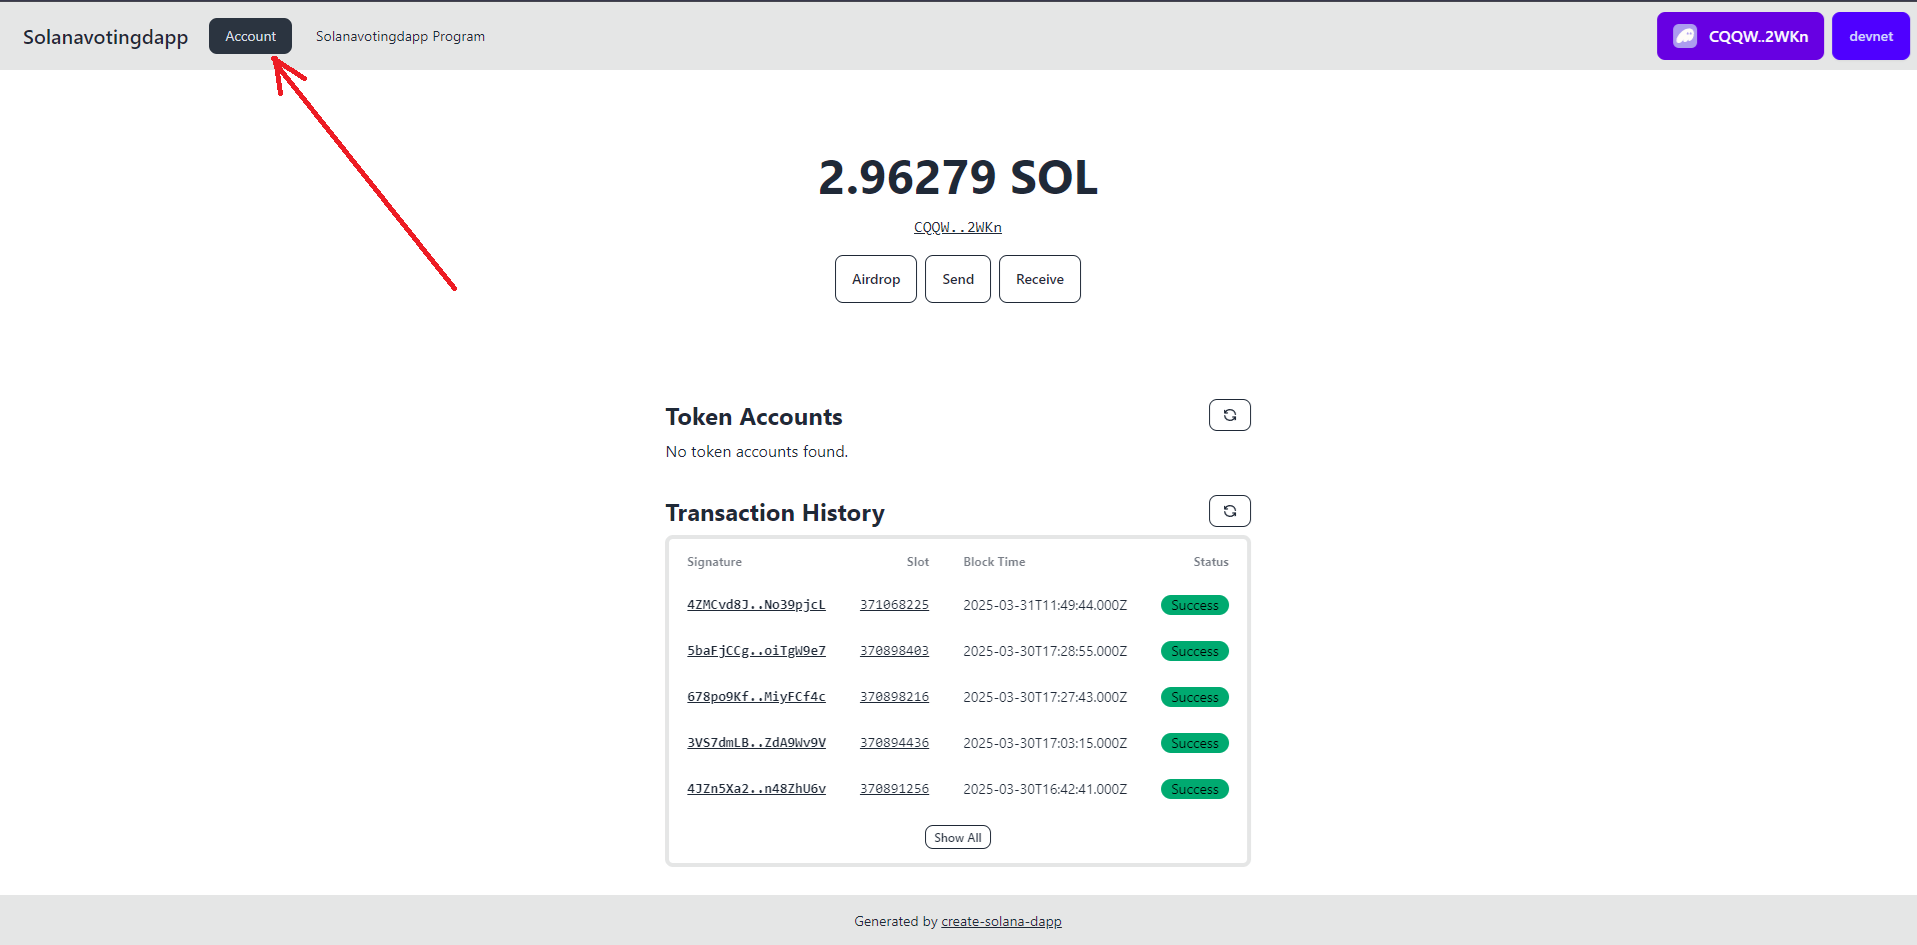 Solanavotingdapp Account Solanavotingdapp Program CQQW..2WKn devnet
2.96279 SOL
CQQW..2WKn
Airdrop Send Receive
Token Accounts
No token accounts found.
Transaction History
Signature Slot Block Time Status
4ZMCvd8J..No39pjcL 371068225 2025-03-31T11:49:44.000Z Success
5baFjCCg..oiTgW9e7 370898403 2025-03-30T17:28:55.000Z Success
678po9Kf..MiyFCf4c 370898216 2025-03-30T17:27:43.000Z Success
3VS7dmLB..ZdA9Wv9V 370894436 2025-03-30T17:03:15.000Z Success
4JZn5Xa2..n48ZhU6v 370891256 2025-03-30T16:42:41.000Z Success
Show All
Generated by create-solana-dapp